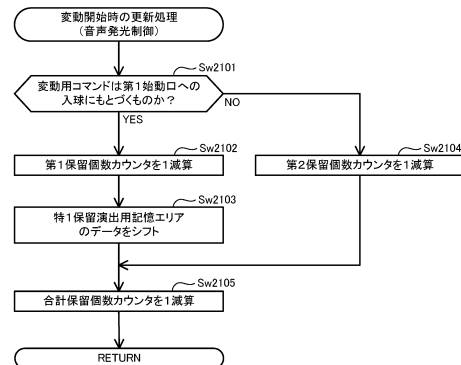 変動開始時の更新処理
(音声発光制御)
Sw2101
変動用コマンドは第1始動口への
入球にもとづくものか?
NO
YES
Sw2102
第1保留個数カウンタを1減算
Sw2104
第2保留個数カウンタを1減算
Sw2103
特1保留演出用記憶エリア
のデータをシフト
Sw2105
合計保留個数カウンタを1減算
RETURN